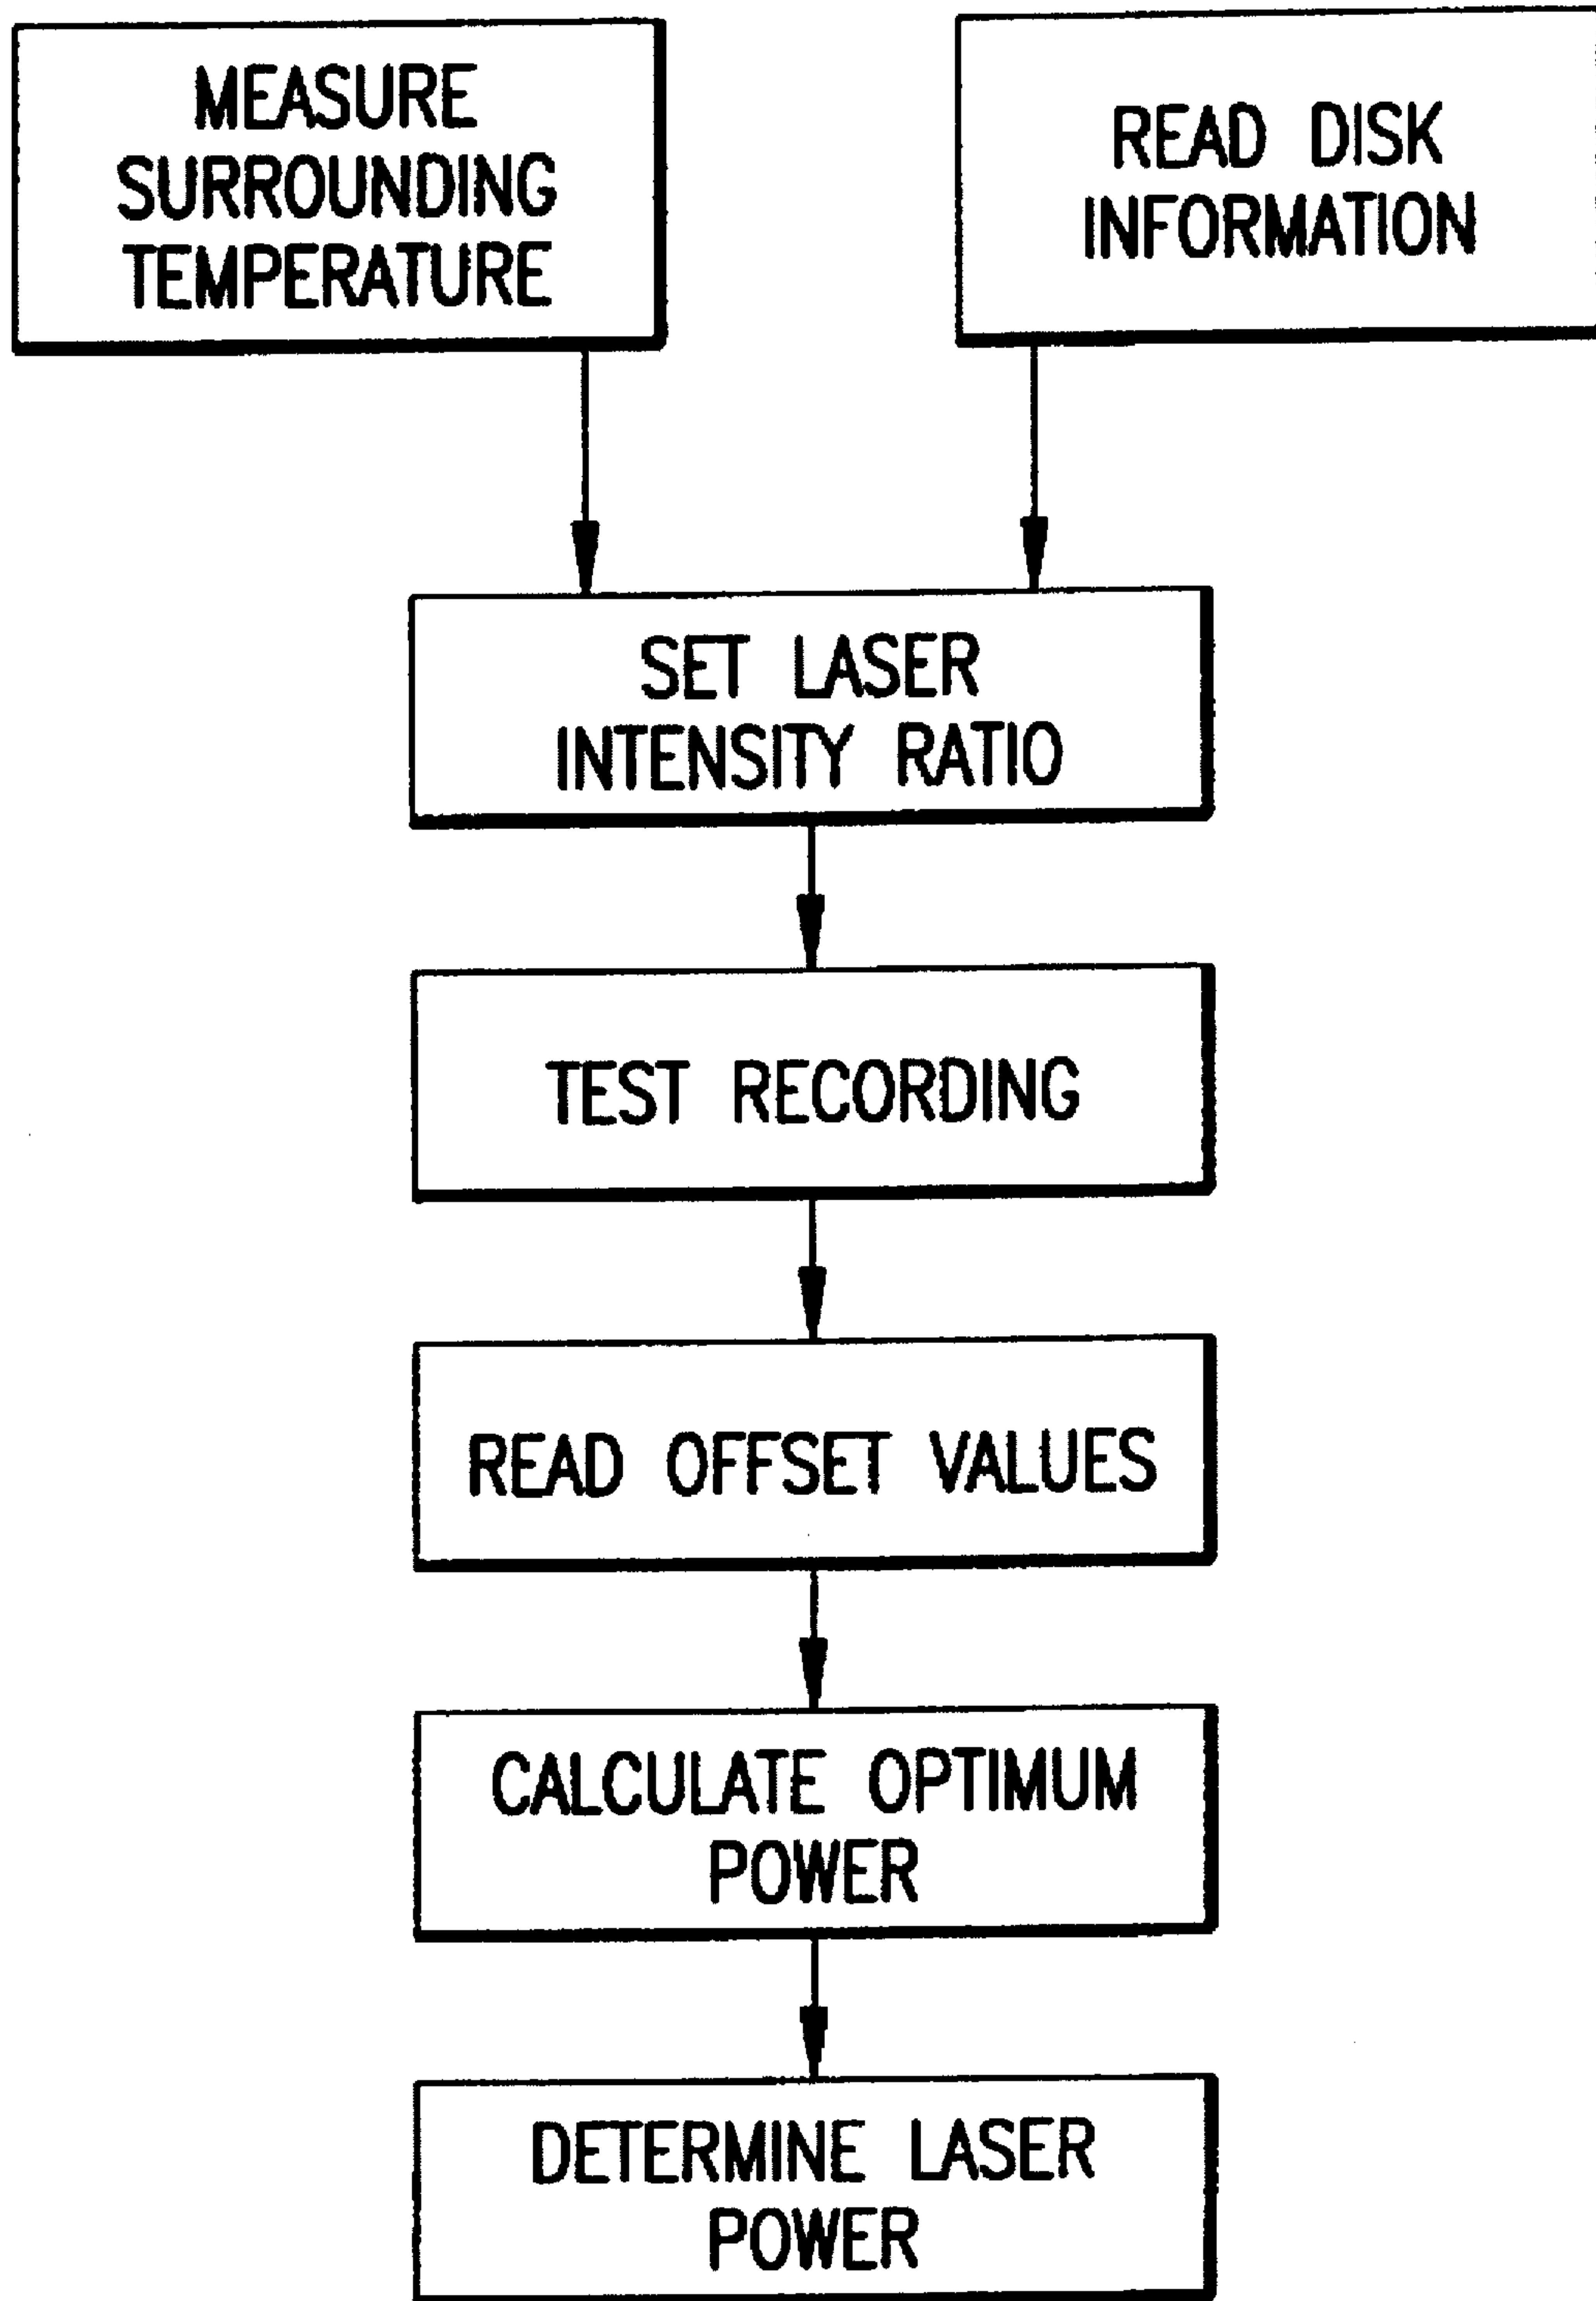 MEASURE
SURROUNDING
TEMPERATURE
READ DISK
INFORMATION
SET LASER
INTENSITY RATIO
TEST RECORDING
READ OFFSET VALUES
CALCULATE OPTIMUM
POWER
DETERMINE LASER
POWER